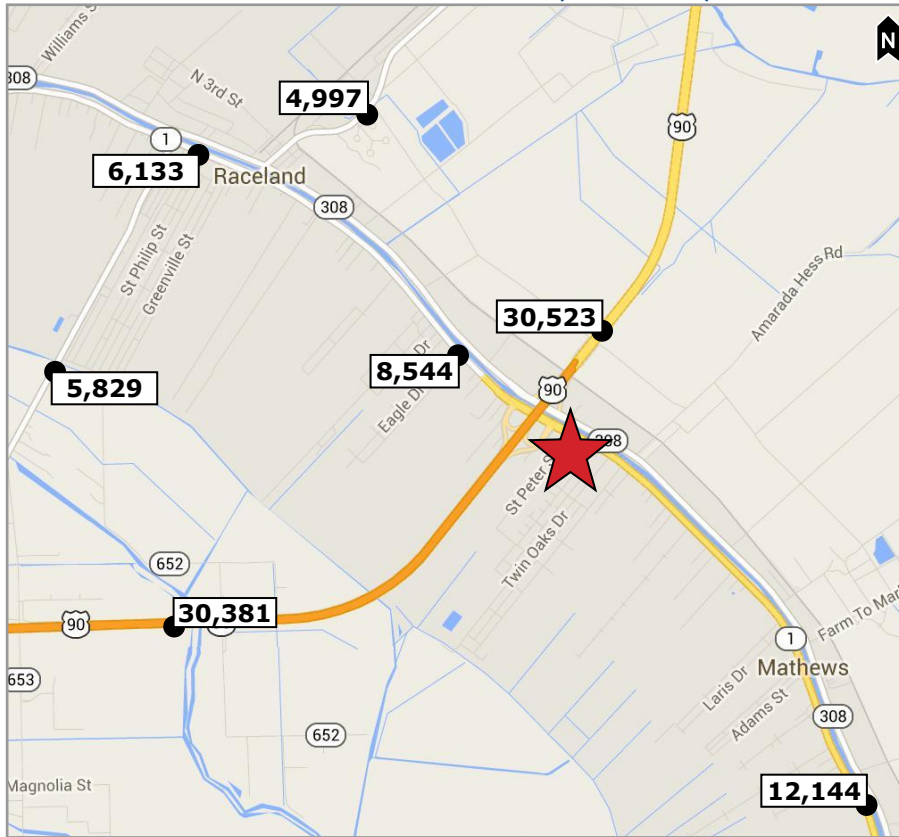 N
Williams S
308
N 3rd St
4,997
90
1
6,133
Raceland
308
St Philip St
Greenville St
Amarada Hess Rd
30,523
8,544
5,829
Eagle Dr
Dr
90
308
St Peter S
Twin Oaks Dr
652
30,381
90
Farm To Mar
1
653
Mathews
Laris Dr
308
Adams St
652
Magnolia St
12,144